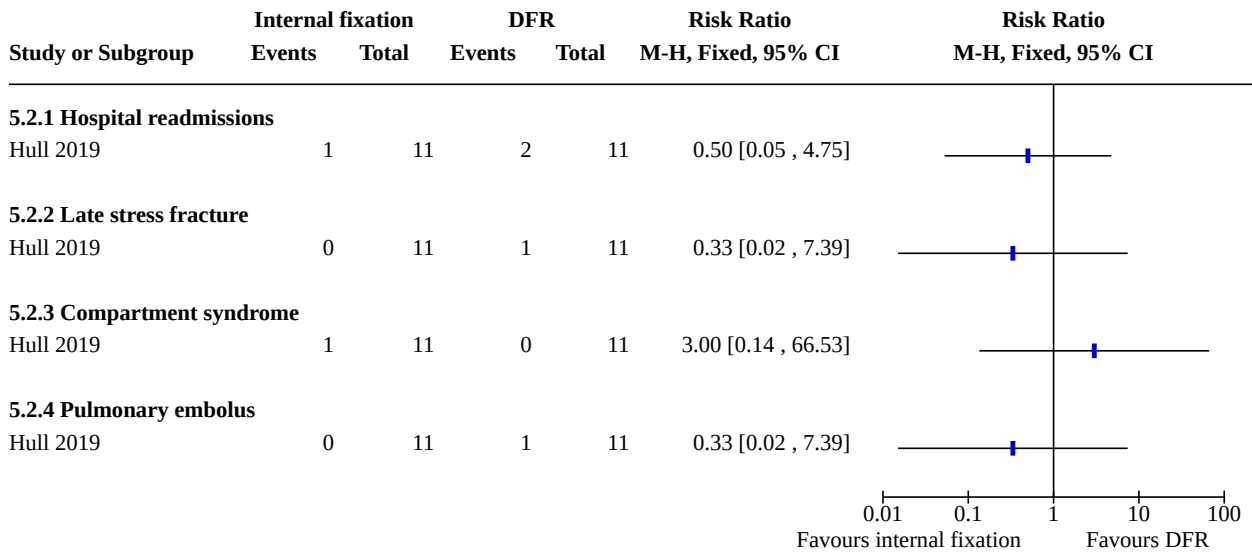 Internal fixation DFR Risk Ratio Risk Ratio
Study or Subgroup Events Total Events Total M-H, Fixed, 95% CI M-H, Fixed, 95% CI
5.2.1 Hospital readmissions
Hull 2019 1 11 2 11 0.50 [0.05 , 4.75]
5.2.2 Late stress fracture
Hull 2019 0 11 1 11 0.33 [0.02 , 7.39]
5.2.3 Compartment syndrome
Hull 2019 1 11 0 11 3.00 [0.14 , 66.53]
5.2.4 Pulmonary embolus
Hull 2019 0 11 1 11 0.33 [0.02 , 7.39]
0.01 0.1 1 10 100
Favours internal fixation Favours DFR